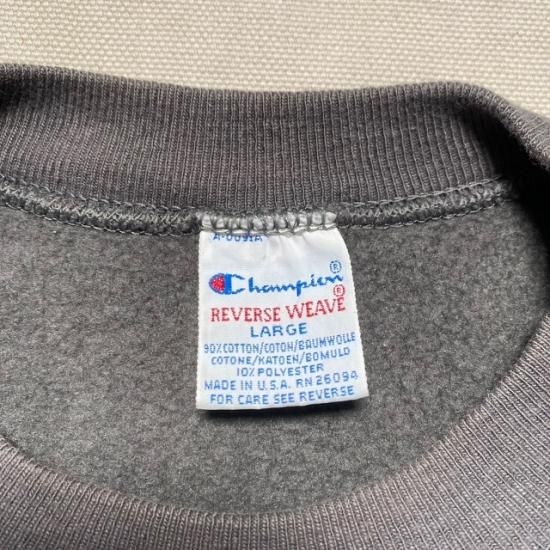 A-0091A
Champion®
REVERSE WEAVE®
LARGE
90% COTTON/COTON/BAUMWOLLE
COTONE/KATOEN/BOMULD
10% POLYESTER
MADE IN U.S.A. RN 26094
FOR CARE SEE REVERSE